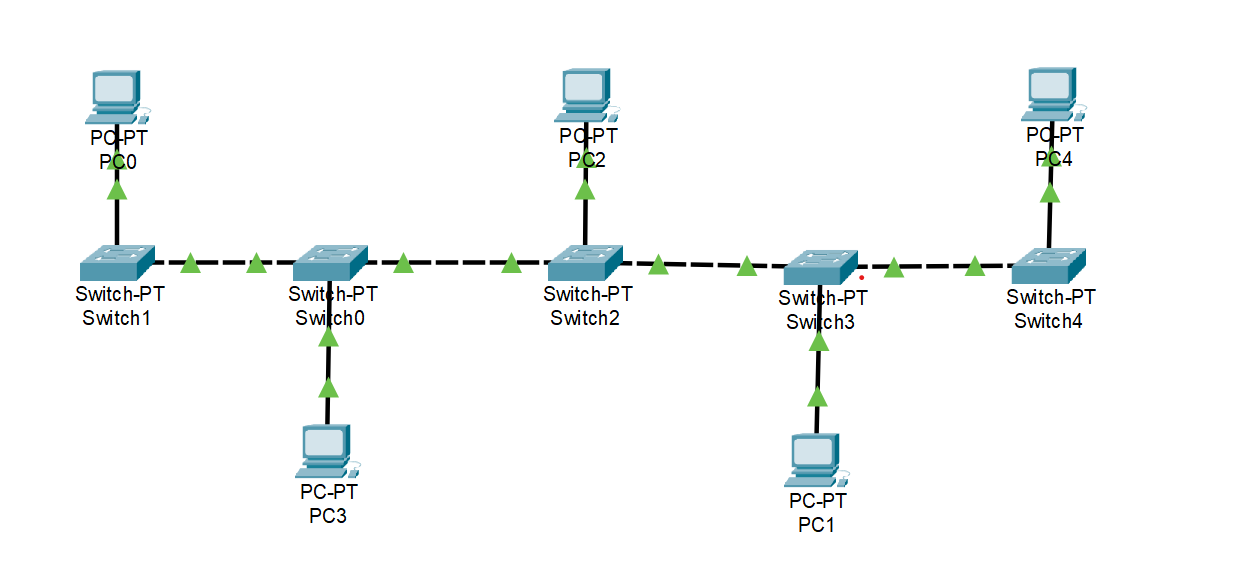 PC-PT
PC0
PC-PT
PC2
PC-PT
PC4
Switch-PT
Switch1
Switch-PT
Switch0
Switch-PT
Switch2
Switch-PT
Switch3
Switch-PT
Switch4
PC-PT
PC3
PC-PT
PC1